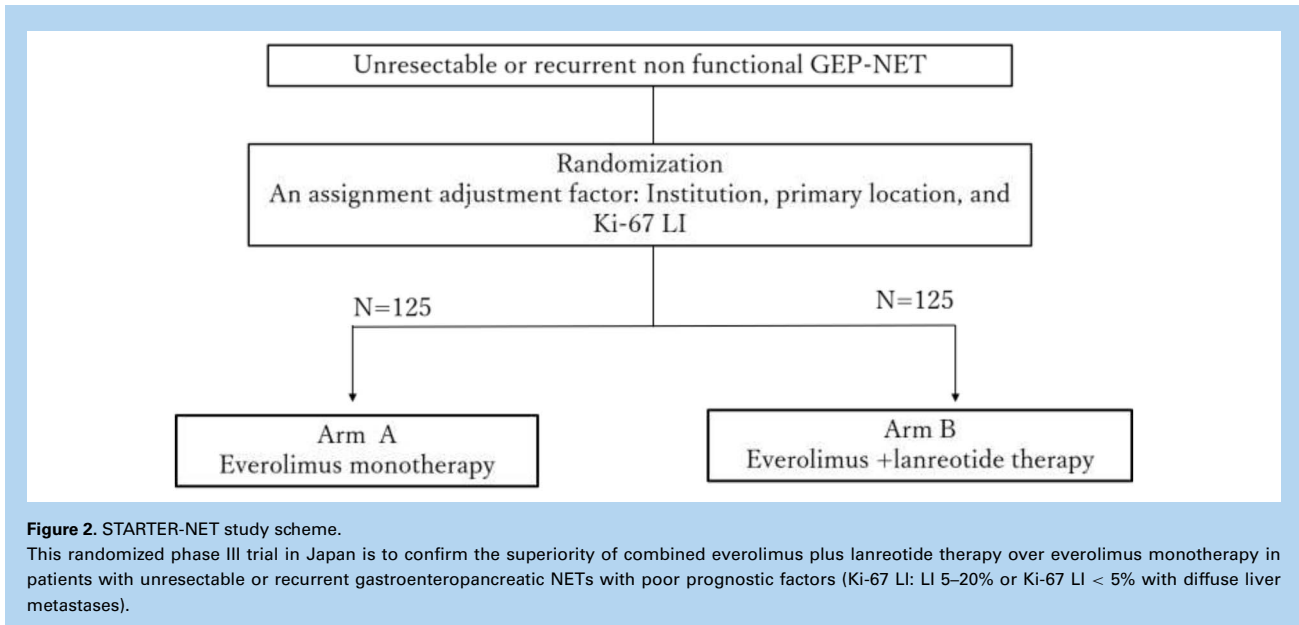 Unresectable or recurrent non functional GEP-NET
Randomization
An assignment adjustment factor: Institution, primary location, and
Ki-67 LI
N=125
N=125
Arm A
Everolimus monotherapy
Arm B
Everolimus +lanreotide therapy
Figure 2. STARTER-NET study scheme.
This randomized phase III trial in Japan is to confirm the superiority of combined everolimus plus lanreotide therapy over everolimus monotherapy in
patients with unresectable or recurrent gastroenteropancreatic NETs with poor prognostic factors (Ki-67 LI: LI 5–20% or Ki-67 LI < 5% with diffuse liver
metastases).